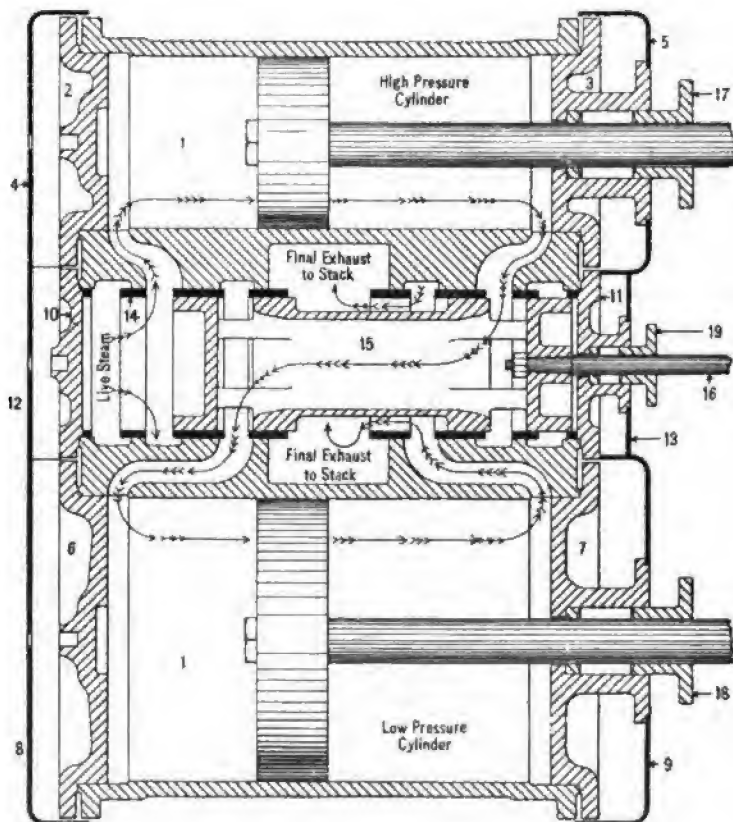 5
2
High Pressure
Cylinder
3
17
1
4
Final Exhaust
to Stack
11
10
14
19
15
Live Steam
12
16
13
Final Exhaust
to Stack
6
7
1
18
Low Pressure
Cylinder
8
9